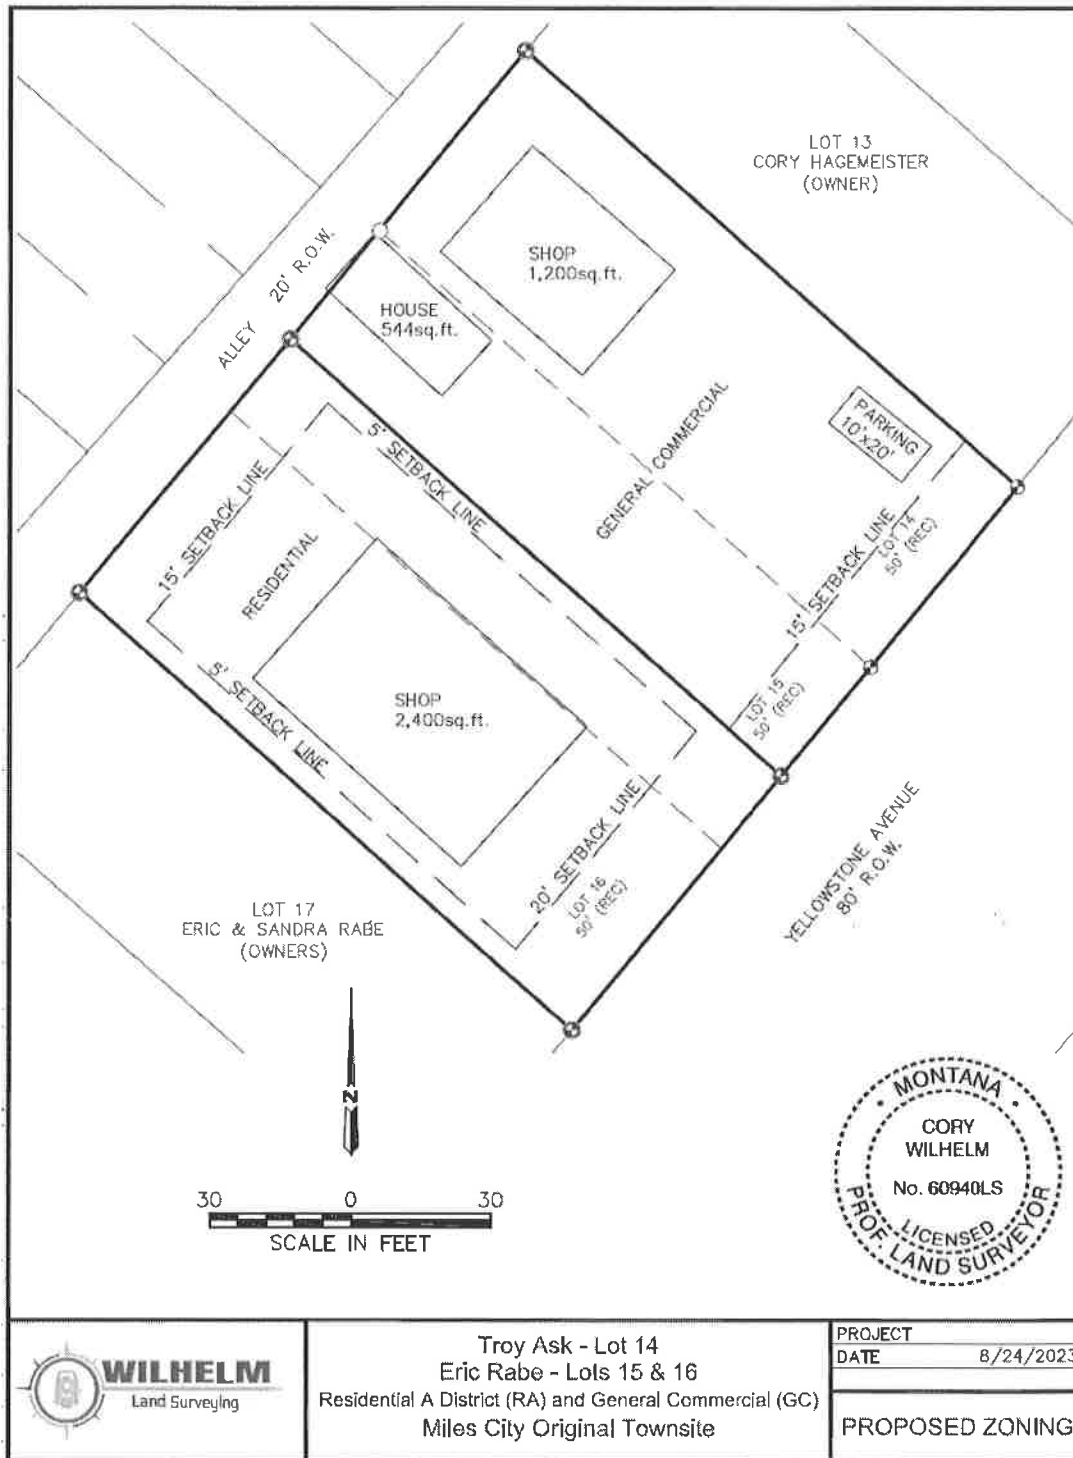 LOT 13
CORY HAGEMEISTER
(OWNER)
SHOP
1,200sq.ft.
ALLEY 20' R.O.W.
HOUSE
544sq.ft.
PARKING
10'x20'
GENERAL COMMERCIAL
5' SETBACK LINE
15' SETBACK LINE
RESIDENTIAL
15' SETBACK LINE
LOT 14
50' (REC)
5' SETBACK LINE
SHOP
2,400sq.ft.
LOT 15
50' (REC)
20' SETBACK LINE
LOT 16
50' (REC)
YELLOWSTONE AVENUE
80' R.O.W.
LOT 17
ERIC & SANDRA RABE
(OWNERS)
N
30 0 30
SCALE IN FEET
MONTANA
CORY
WILHELM
No. 60940LS
LICENSED
PROF. LAND SURVEYOR
WILHELM
Land Surveying
Troy Ask - Lot 14
Eric Rabe - Lots 15 & 16
Residential A District (RA) and General Commercial (GC)
Miles City Original Townsite
PROJECT
DATE 8/24/2023
PROPOSED ZONING